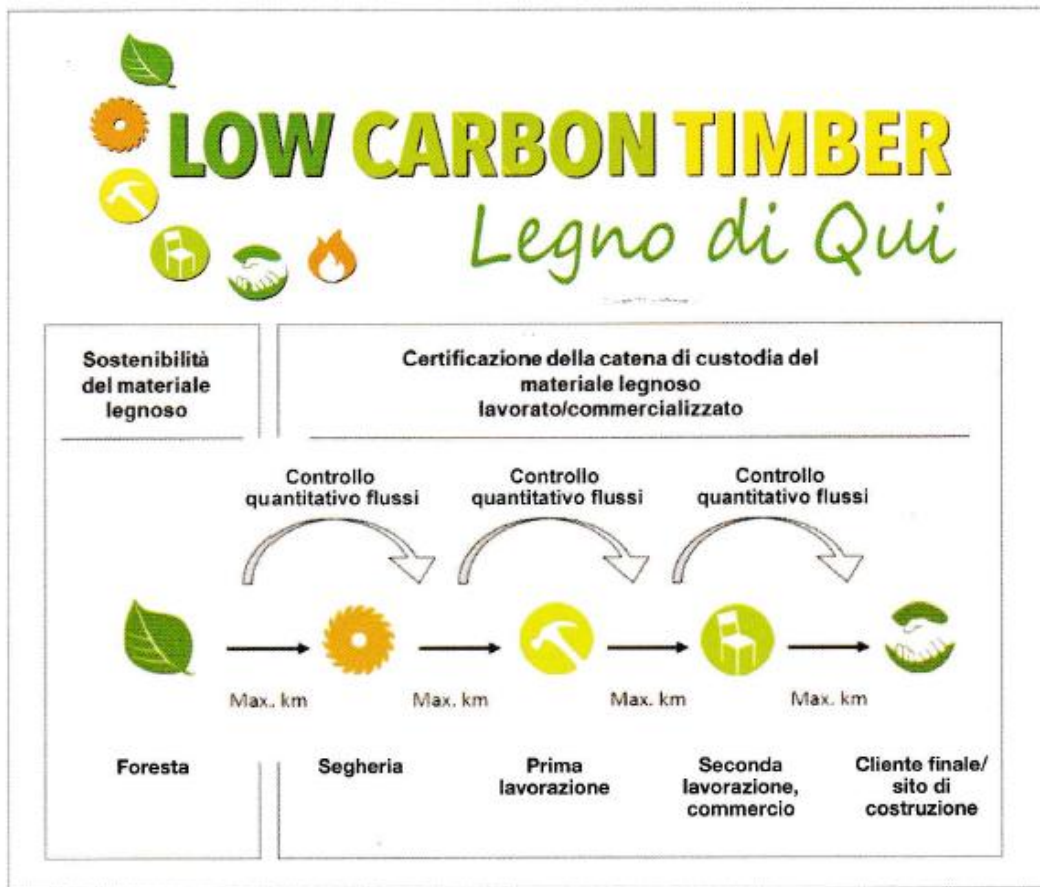 LOW CARBON TIMBER
Legno di Qui
Sostenibilità
del materiale
legnoso
Certificazione della catena di custodia del
materiale legnoso
lavorato/commercializzato
Controllo
quantitativo flussi
Controllo
quantitativo flussi
Controllo
quantitativo flussi
Max. km
Max. km
Max. km
Max. km
Foresta
Segheria
Prima
lavorazione
Seconda
lavorazione,
commercio
Cliente finale/
sito di
costruzione